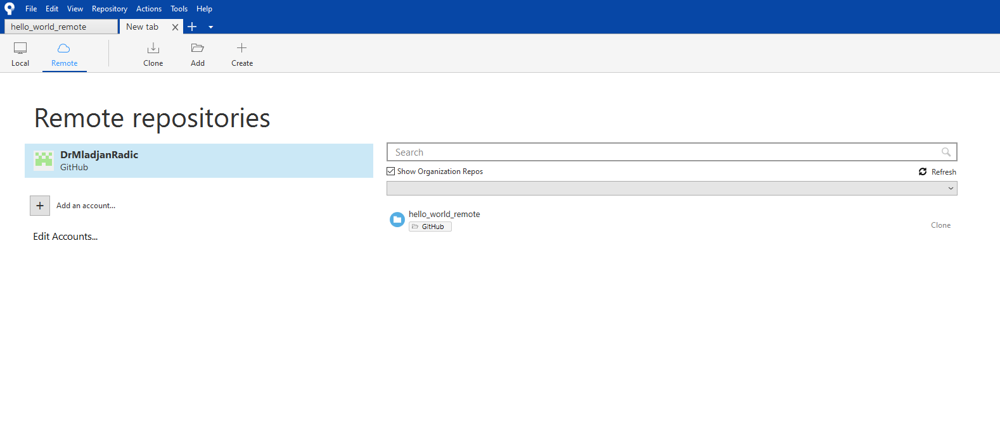 File Edit View Repository Actions Tools Help
hello_world_remote New tab
Local Remote Clone Add Create
Remote repositories
DrMladjanRadic
GitHub
Add an account...
Edit Accounts...
Search
Show Organization Repos Refresh
hello_world_remote
GitHub
Clone